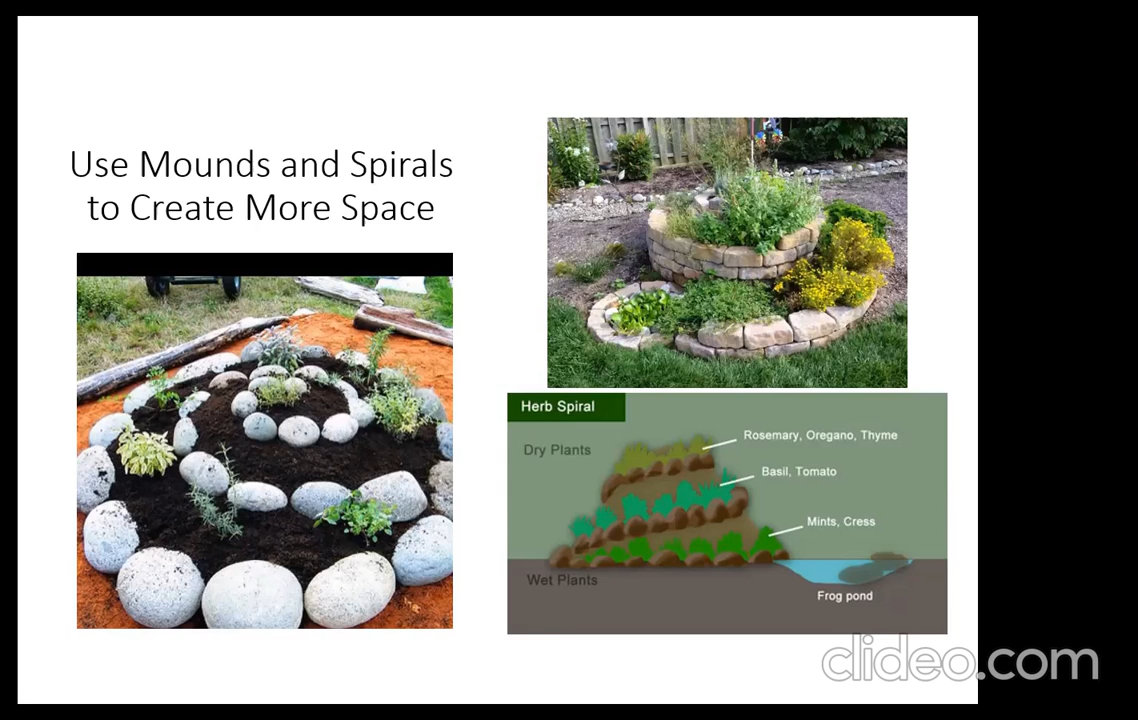 Use Mounds and Spirals
to Create More Space
Herb Spiral
Dry Plants
Rosemary, Oregano, Thyme
Basil, Tomato
Mints, Cress
Wet Plants
Frog pond
clideo.com